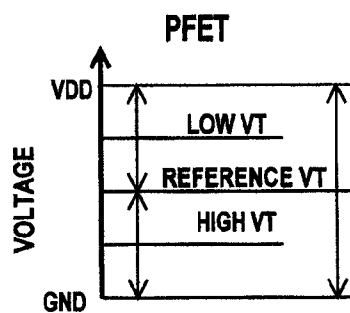 PFET
VDD
LOW VT
REFERENCE VT
HIGH VT
GND
VOLTAGE